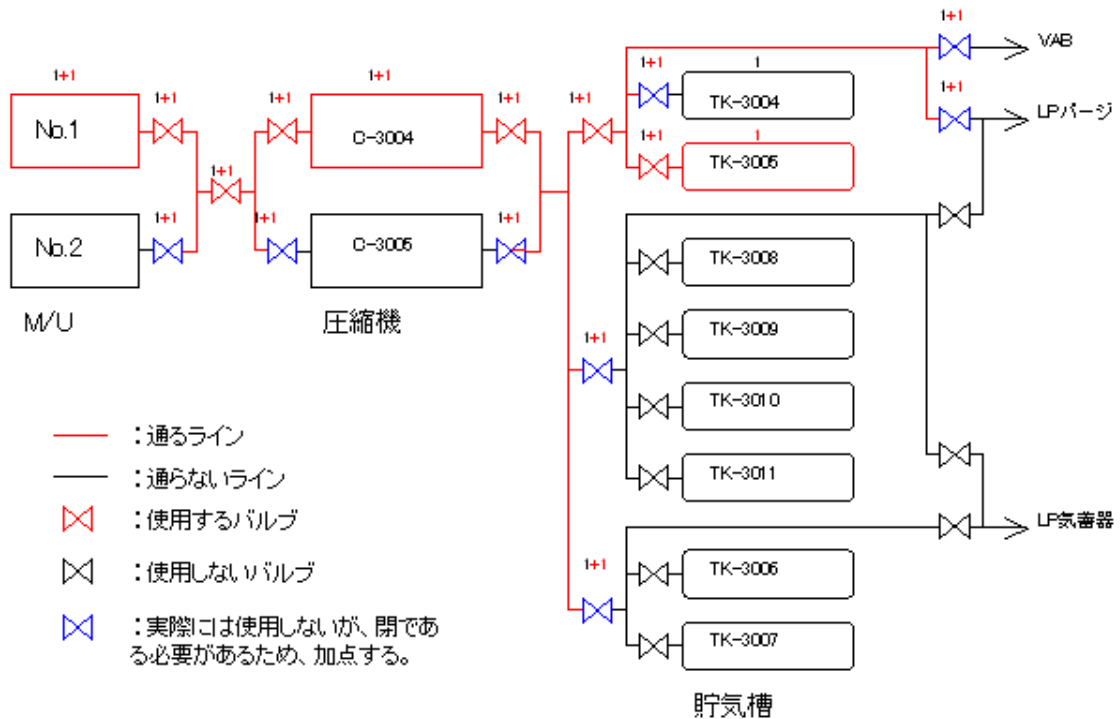 1+1
VAB
1+1
1+1
1+1
1+1
1
TK-3004
No.1
1+1
1+1
C-3004
1+1
1+1
1+1
LPパージ
1+1
1
TK-3005
1+1
No.2
1+1
1+1
C-3005
1+1
TK-3008
M/U
圧縮機
TK-3009
1+1
TK-3010
:通るライン
TK-3011
:通らないライン
:使用するバルブ
LP気蓄器
:使用しないバルブ
1+1
TK-3006
:実際には使用しないが、閉であ
る必要があるため、加点する。
TK-3007
貯気槽